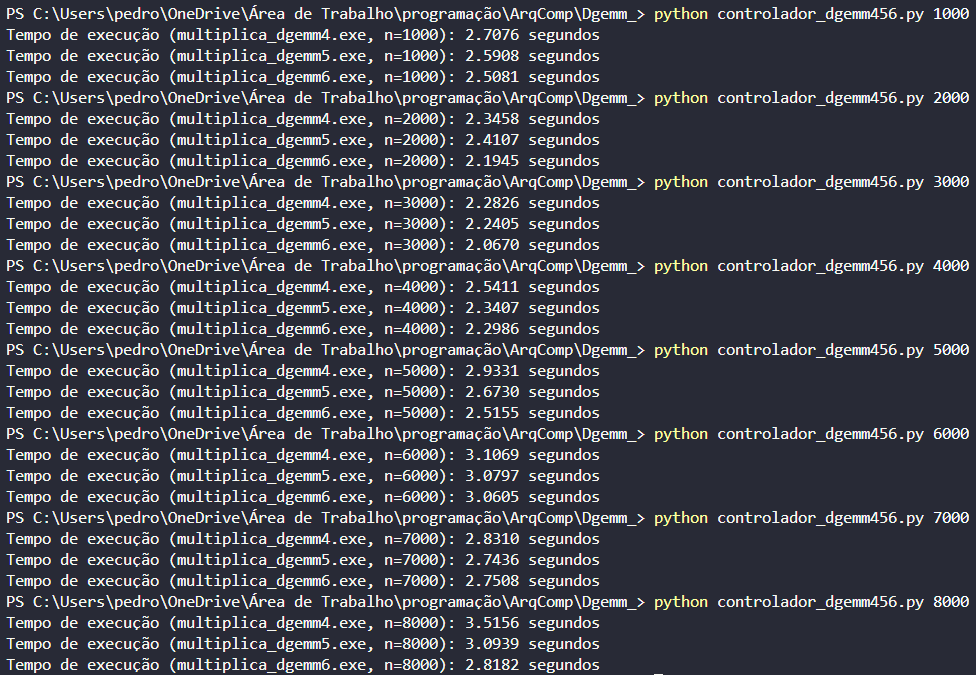 PS C:\Users\pedro\OneDrive\Área de Trabalho\programação\ArqComp\Dgemm_> python controlador_dgemm456.py 1000
Tempo de execução (multiplica_dgemm4.exe, n=1000): 2.7076 segundos
Tempo de execução (multiplica_dgemm5.exe, n=1000): 2.5908 segundos
Tempo de execução (multiplica_dgemm6.exe, n=1000): 2.5081 segundos
PS C:\Users\pedro\OneDrive\Área de Trabalho\programação\ArqComp\Dgemm_> python controlador_dgemm456.py 2000
Tempo de execução (multiplica_dgemm4.exe, n=2000): 2.3458 segundos
Tempo de execução (multiplica_dgemm5.exe, n=2000): 2.4107 segundos
Tempo de execução (multiplica_dgemm6.exe, n=2000): 2.1945 segundos
PS C:\Users\pedro\OneDrive\Área de Trabalho\programação\ArqComp\Dgemm_> python controlador_dgemm456.py 3000
Tempo de execução (multiplica_dgemm4.exe, n=3000): 2.2826 segundos
Tempo de execução (multiplica_dgemm5.exe, n=3000): 2.2405 segundos
Tempo de execução (multiplica_dgemm6.exe, n=3000): 2.0670 segundos
PS C:\Users\pedro\OneDrive\Área de Trabalho\programação\ArqComp\Dgemm_> python controlador_dgemm456.py 4000
Tempo de execução (multiplica_dgemm4.exe, n=4000): 2.5411 segundos
Tempo de execução (multiplica_dgemm5.exe, n=4000): 2.3407 segundos
Tempo de execução (multiplica_dgemm6.exe, n=4000): 2.2986 segundos
PS C:\Users\pedro\OneDrive\Área de Trabalho\programação\ArqComp\Dgemm_> python controlador_dgemm456.py 5000
Tempo de execução (multiplica_dgemm4.exe, n=5000): 2.9331 segundos
Tempo de execução (multiplica_dgemm5.exe, n=5000): 2.6730 segundos
Tempo de execução (multiplica_dgemm6.exe, n=5000): 2.5155 segundos
PS C:\Users\pedro\OneDrive\Área de Trabalho\programação\ArqComp\Dgemm_> python controlador_dgemm456.py 6000
Tempo de execução (multiplica_dgemm4.exe, n=6000): 3.1069 segundos
Tempo de execução (multiplica_dgemm5.exe, n=6000): 3.0797 segundos
Tempo de execução (multiplica_dgemm6.exe, n=6000): 3.0605 segundos
PS C:\Users\pedro\OneDrive\Área de Trabalho\programação\ArqComp\Dgemm_> python controlador_dgemm456.py 7000
Tempo de execução (multiplica_dgemm4.exe, n=7000): 2.8310 segundos
Tempo de execução (multiplica_dgemm5.exe, n=7000): 2.7436 segundos
Tempo de execução (multiplica_dgemm6.exe, n=7000): 2.7508 segundos
PS C:\Users\pedro\OneDrive\Área de Trabalho\programação\ArqComp\Dgemm_> python controlador_dgemm456.py 8000
Tempo de execução (multiplica_dgemm4.exe, n=8000): 3.5156 segundos
Tempo de execução (multiplica_dgemm5.exe, n=8000): 3.0939 segundos
Tempo de execução (multiplica_dgemm6.exe, n=8000): 2.8182 segundos